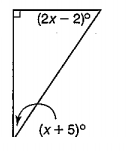 (2x − 2)°
(x + 5)°